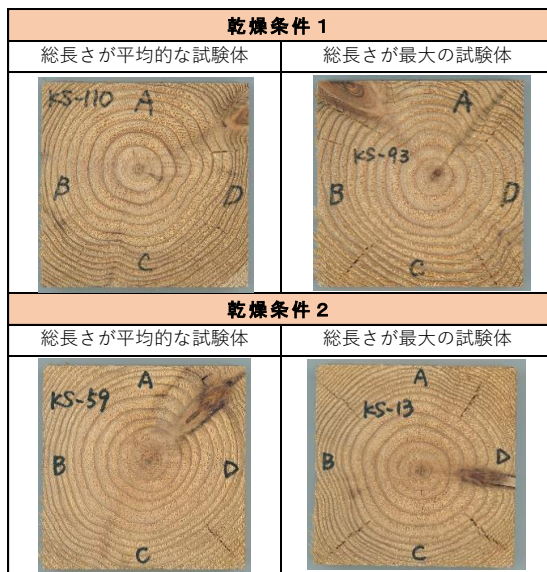 乾燥条件1
総長さが平均的な試験体
総長さが最大の試験体
KS-110
A
B
D
C
A
KS-93
B
D
C
乾燥条件2
総長さが平均的な試験体
総長さが最大の試験体
A
KS-59
B
D
C
A
KS-13
B
D
C